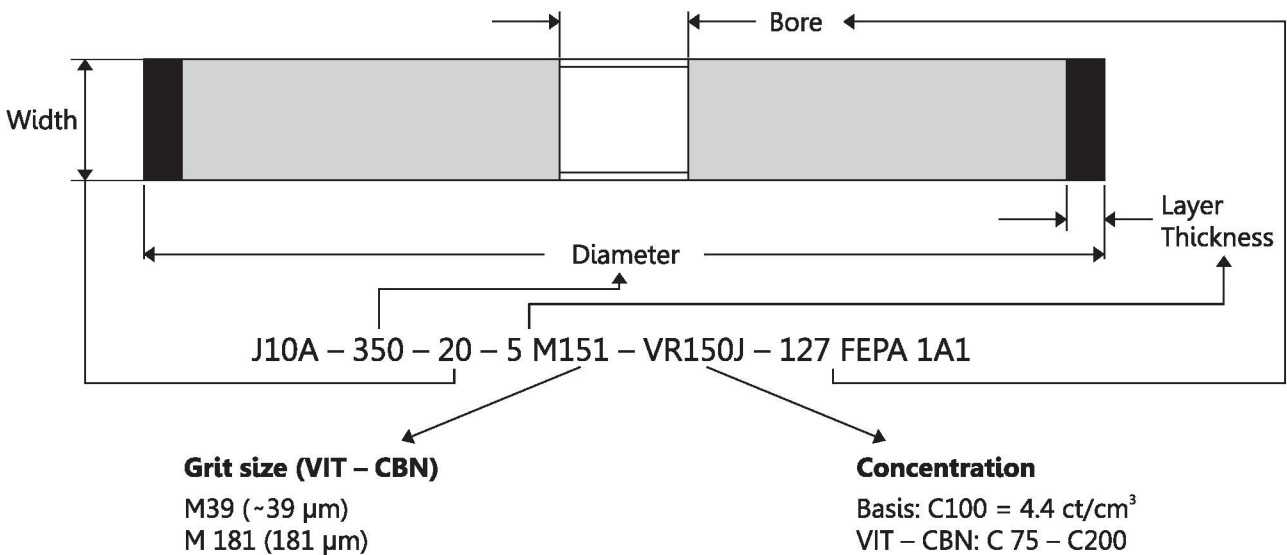 Bore
Width
Layer
Thickness
Diameter
J10A – 350 – 20 – 5 M151 – VR150J – 127 FEPA 1A1
Grit size (VIT – CBN)
M39 (~39 µm)
M 181 (181 µm)
Concentration
Basis: C100 = 4.4 ct/cm³
VIT – CBN: C 75 – C200